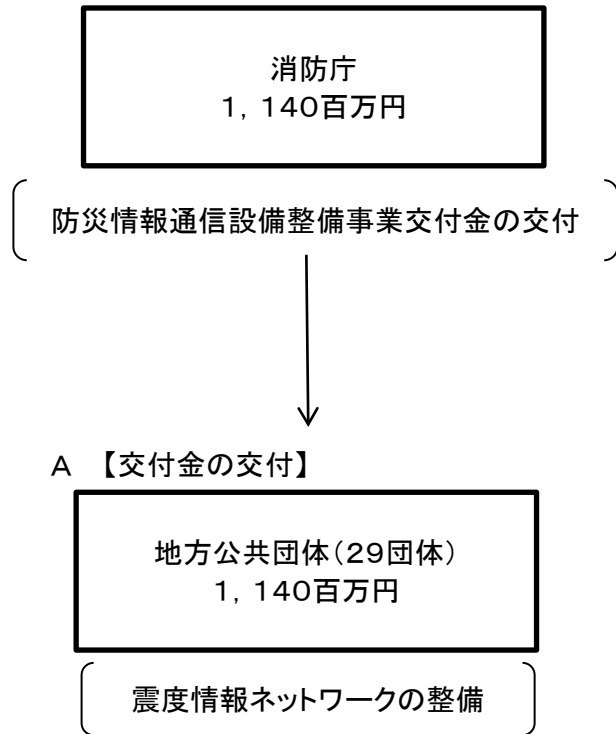 消防庁
1，140百万円
防災情報通信設備整備事業交付金の交付
A 【交付金の交付】
地方公共団体（29団体）
1，140百万円
震度情報ネットワークの整備